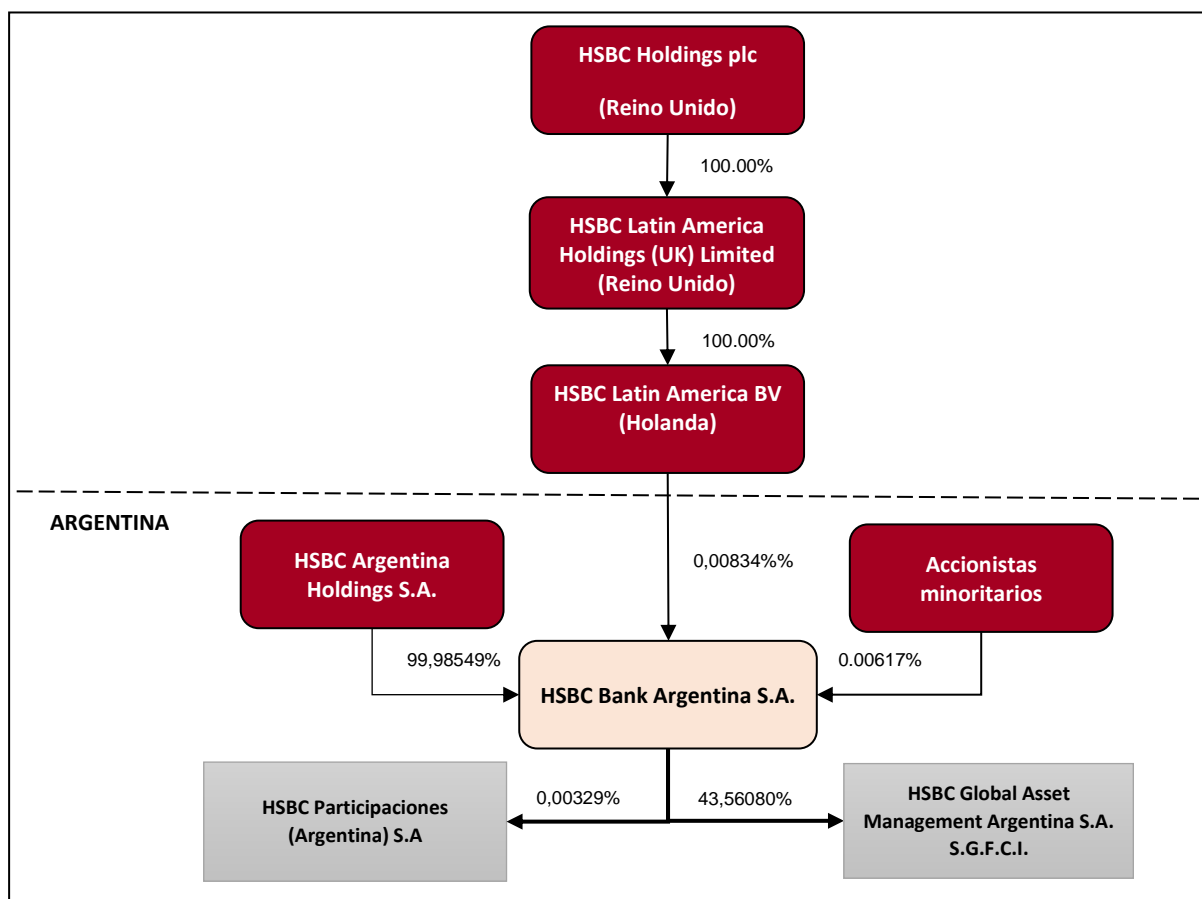 HSBC Holdings plc
(Reino Unido)
100.00%
HSBC Latin America
Holdings (UK) Limited
(Reino Unido)
100.00%
HSBC Latin America BV
(Holanda)
ARGENTINA
HSBC Argentina
Holdings S.A.
0,00834%%
Accionistas
minoritarios
99,98549%
0.00617%
HSBC Bank Argentina S.A.
HSBC Participaciones
(Argentina) S.A
0,00329%
43,56080%
HSBC Global Asset
Management Argentina S.A.
S.G.F.C.I.